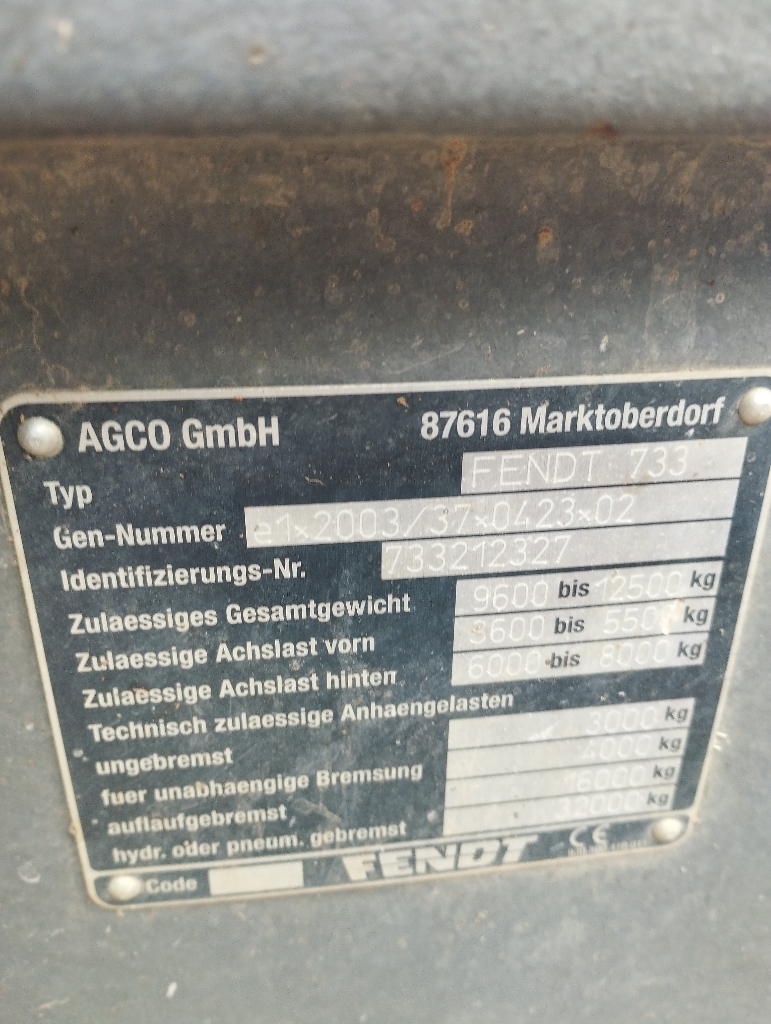 AGCO GmbH 87616 Marktoberdorf
Typ FENDT 733
Gen-Nummer e1*2003/37*0423*02
Identifizierungs-Nr. 733212327
Zulaessiges Gesamtgewicht 9600 bis 12500 kg
Zulaessige Achslast vorn 3600 bis 5500 kg
Zulaessige Achslast hinten 6000 bis 8000 kg
Technisch zulaessige Anhaengelasten
ungebremst 3000 kg
fuer unabhaengige Bremsung 4000 kg
auflaufgebremst 16000 kg
hydr. oder pneum. gebremst 32000 kg
Code FENDT CE